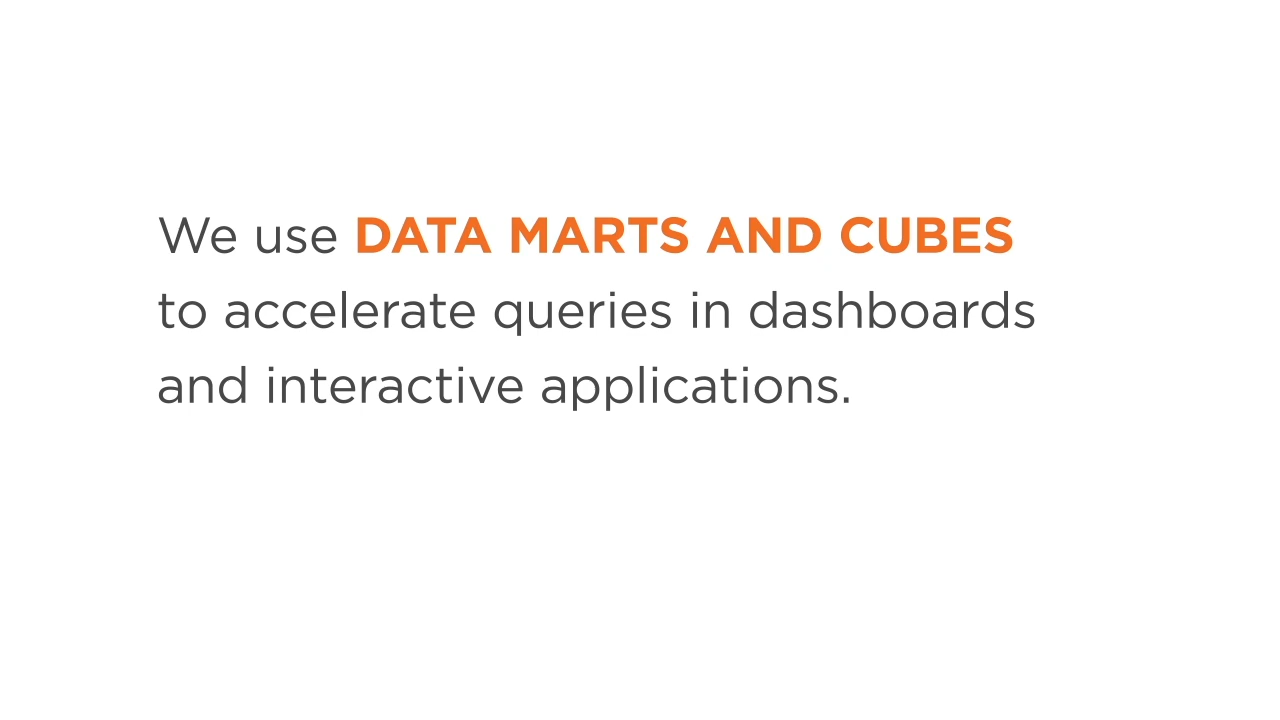 We use DATA MARTS AND CUBES
to accelerate queries in dashboards
and interactive applications.